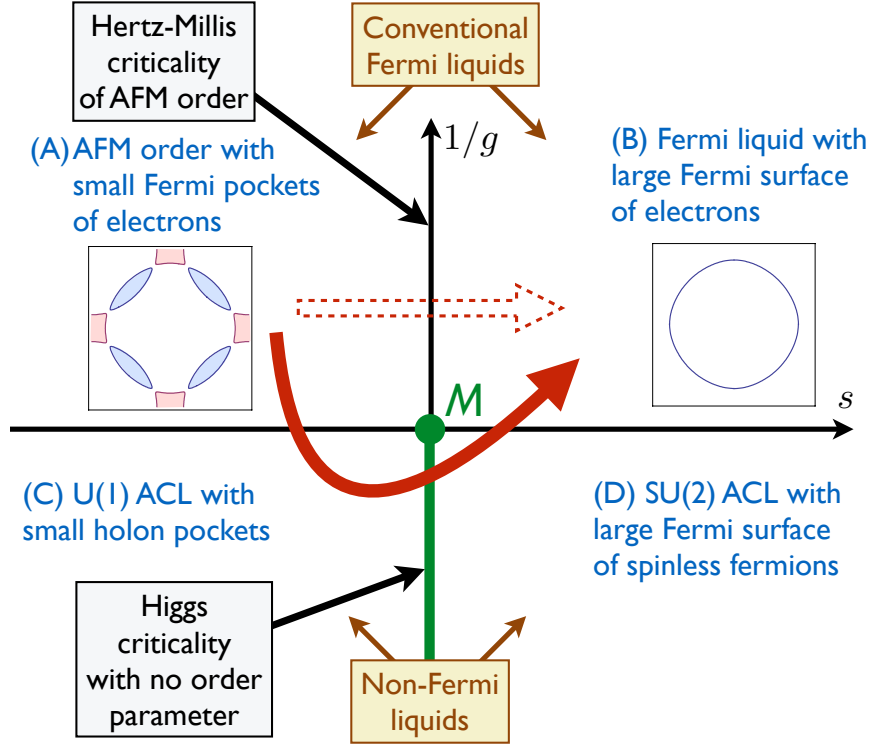 Hertz-Millis
criticality
of AFM order
Conventional
Fermi liquids
1/g
(A) AFM order with
small Fermi pockets
of electrons
(B) Fermi liquid with
large Fermi surface
of electrons
M
s
(C) U(1) ACL with
small holon pockets
(D) SU(2) ACL with
large Fermi surface
of spinless fermions
Higgs
criticality
with no order
parameter
Non-Fermi
liquids